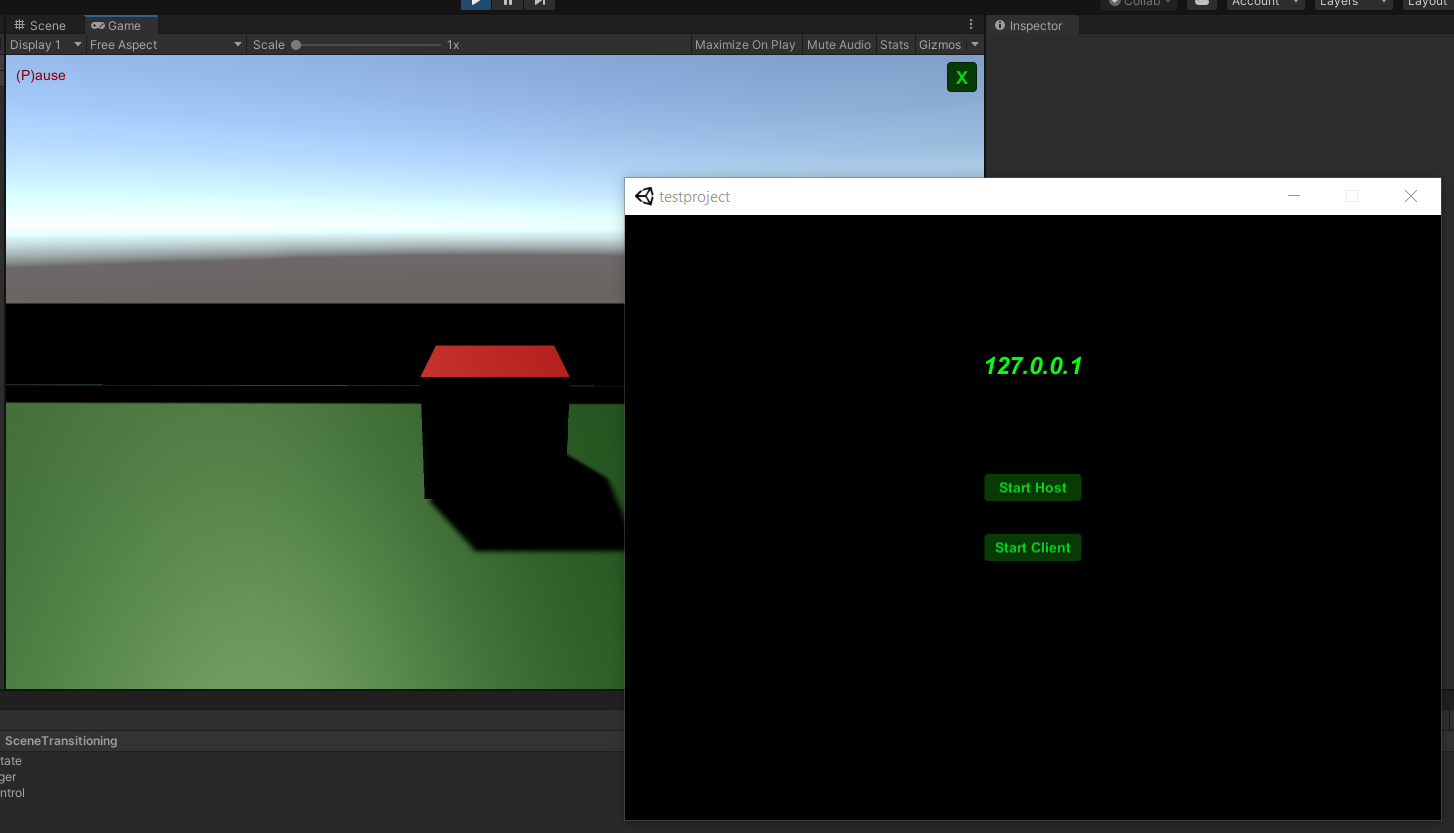 Collab Account Layers Layout
Scene Game Inspector
Display 1 Free Aspect Scale 1x Maximize On Play Mute Audio Stats Gizmos
(P)ause X
testproject
127.0.0.1
Start Host
Start Client
SceneTransitioning
tate
ger
ntrol